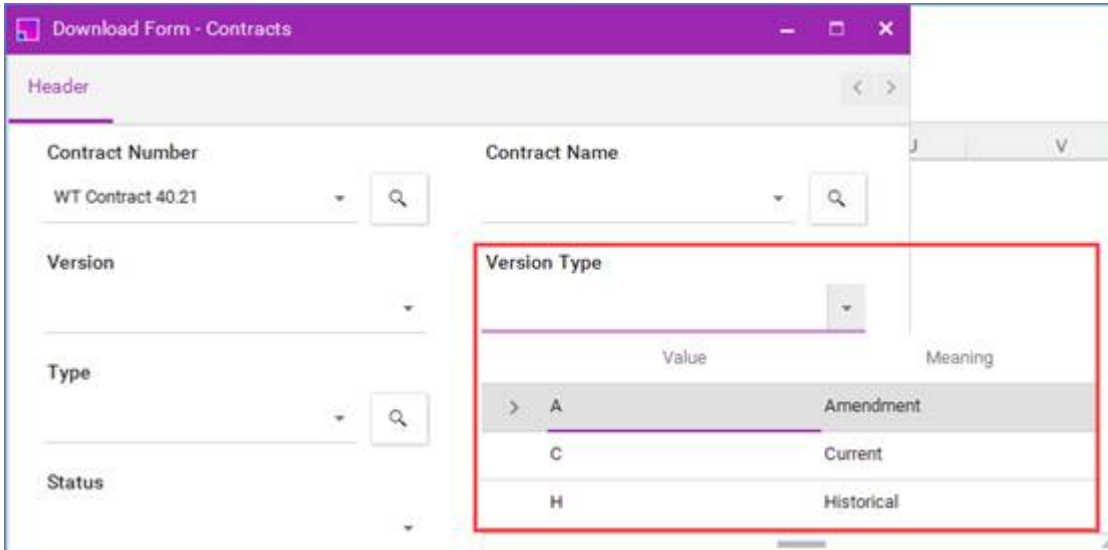 Download Form - Contracts
Header
Contract Number
Contract Name
V
WT Contract 40.21
Version
Version Type
Value Meaning
Type
A Amendment
C Current
Status
H Historical